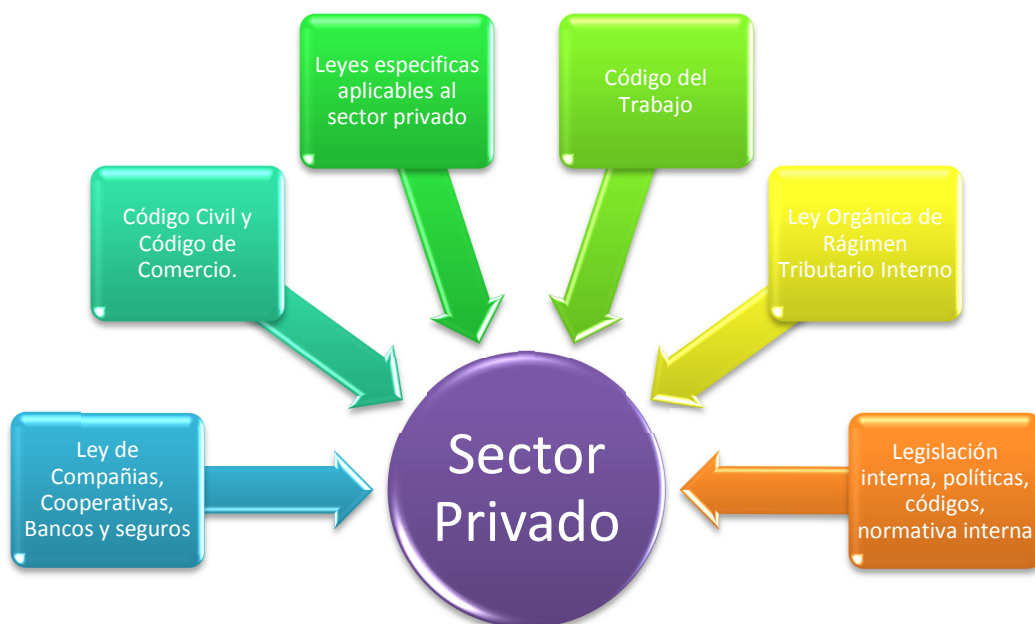 Leyes especificas
aplicables al
sector privado
Código del
Trabajo
Código Civil y
Código de
Comercio.
Ley Orgánica de
Rágimen
Tributario Interno
Ley de
Compañias,
Cooperativas,
Bancos y seguros
Sector
Privado
Legislación
interna, políticas,
códigos,
normativa interna